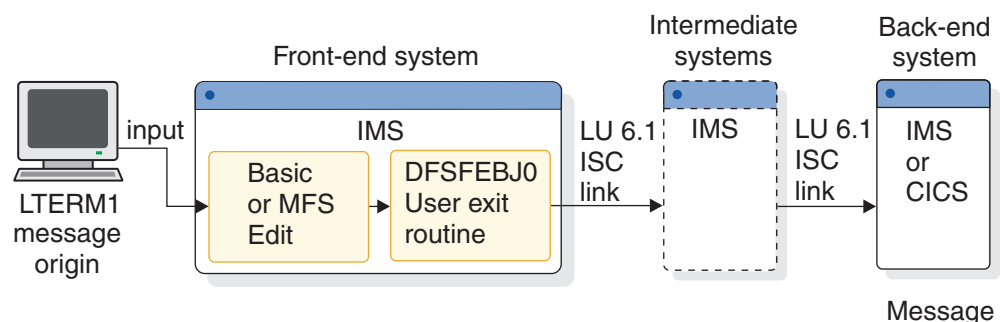 Front-end system
Intermediate
systems
Back-end
system
input
LTERM1
message
origin
IMS
Basic
or MFS
Edit
DFSFEBJ0
User exit
routine
LU 6.1
ISC
link
IMS
LU 6.1
ISC
link
IMS
or
CICS
Message